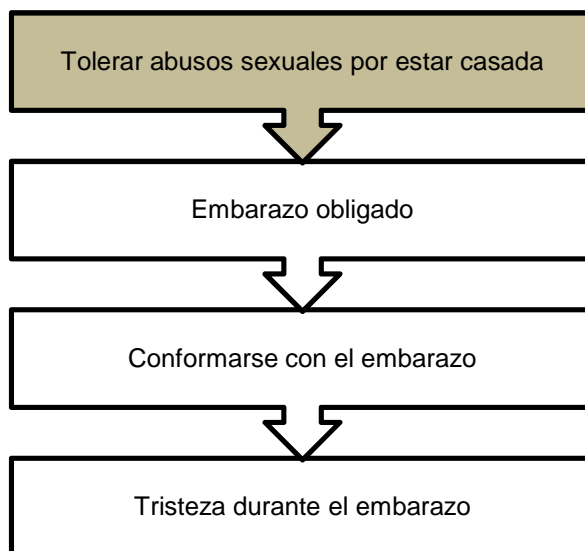 Tolerar abusos sexuales por estar casada
Embarazo obligado
Conformarse con el embarazo
Tristeza durante el embarazo